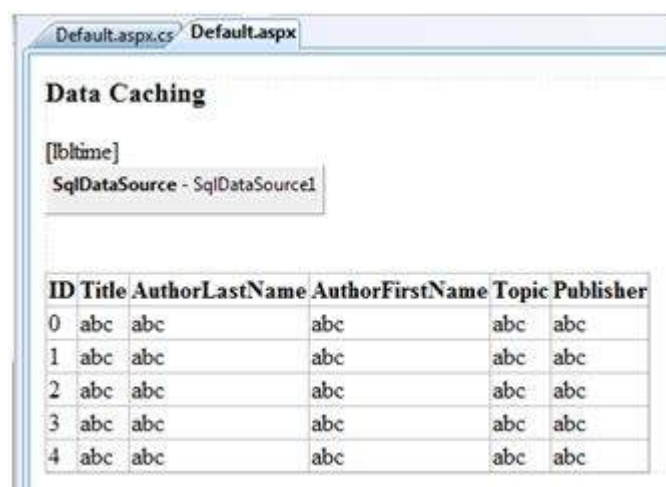 Default.aspx.cs Default.aspx
Data Caching
[lbltime]
SqlDataSource - SqlDataSource1
ID Title AuthorLastName AuthorFirstName Topic Publisher
0 abc abc abc abc abc
1 abc abc abc abc abc
2 abc abc abc abc abc
3 abc abc abc abc abc
4 abc abc abc abc abc